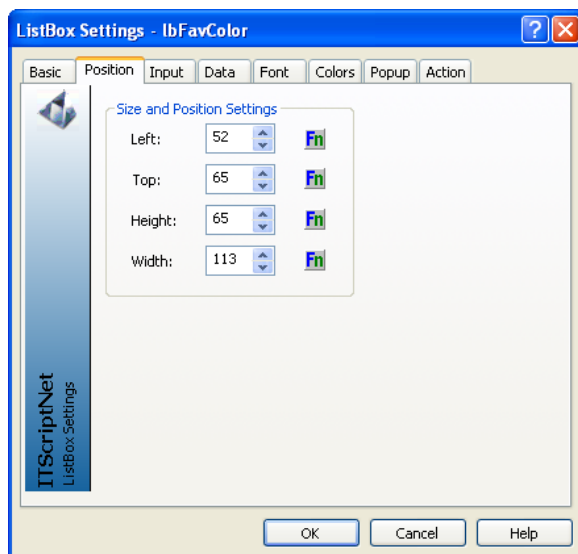 ListBox Settings - lbFavColor
?
Basic Position Input Data Font Colors Popup Action
Size and Position Settings
Left: 52 Fn
Top: 65 Fn
Height: 65 Fn
Width: 113 Fn
ITScriptNet
ListBox Settings
OK Cancel Help